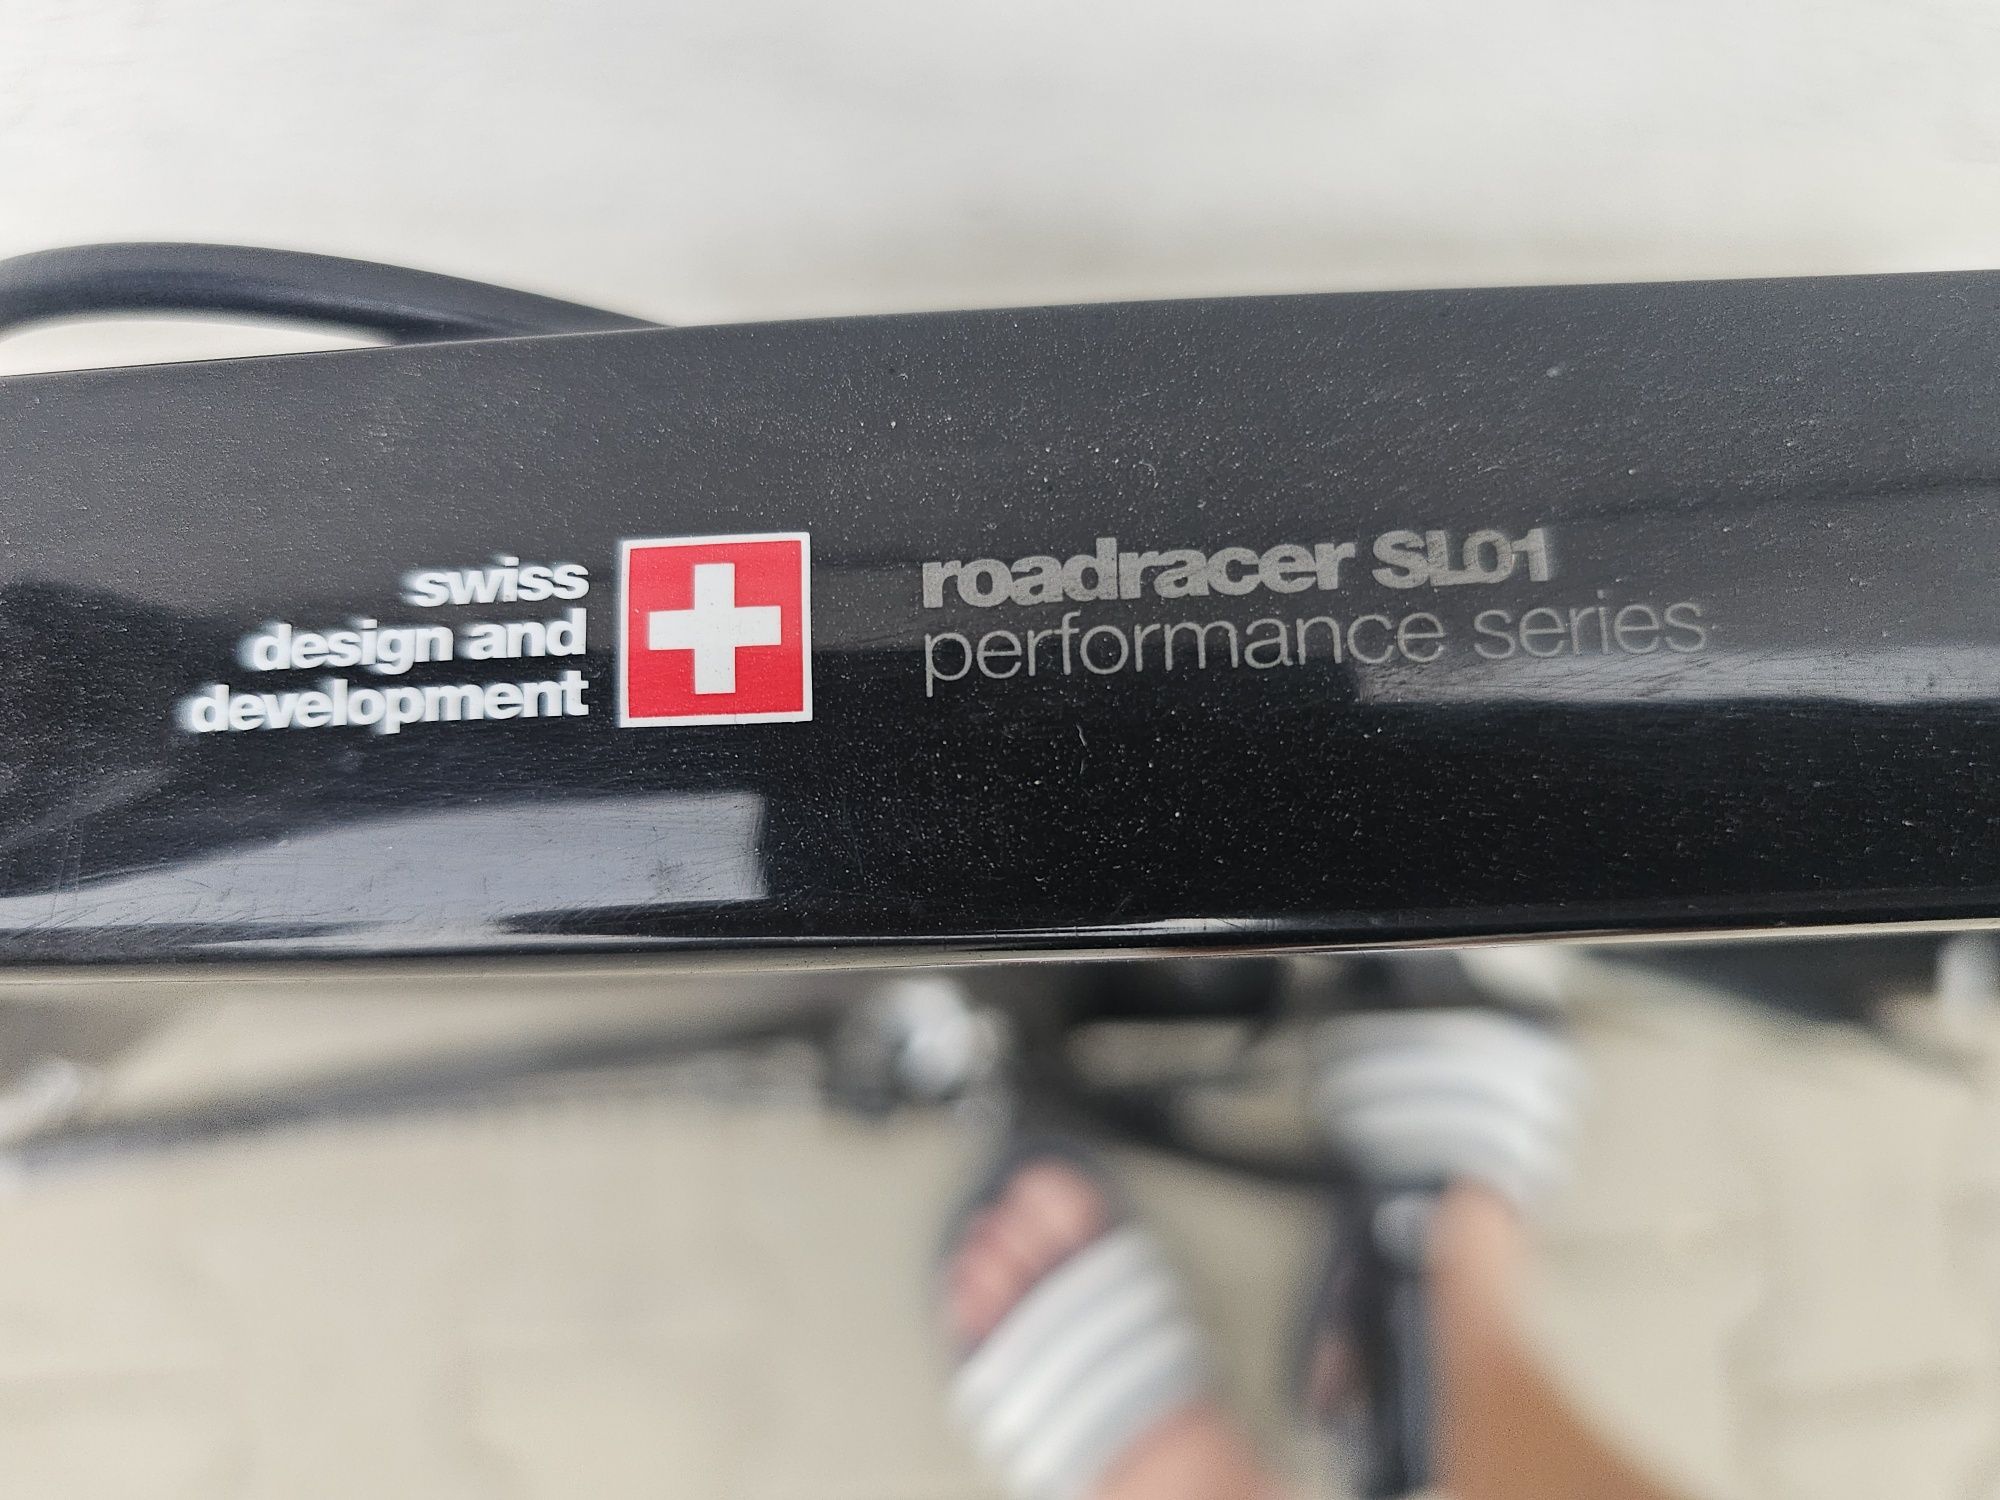 swiss
design and
development
roadracer SL01
performance series